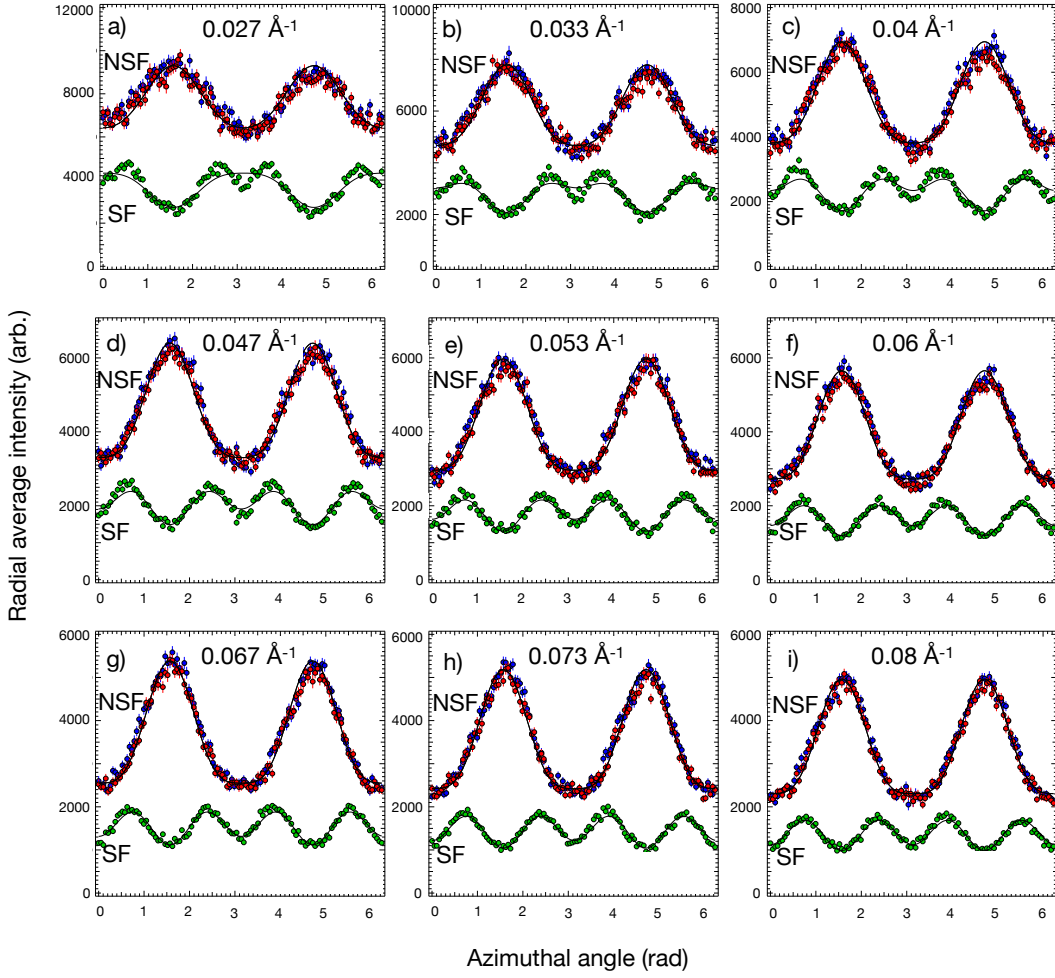 a)
0.027 Å⁻¹
NSF
SF
12000
8000
4000
0
0 1 2 3 4 5 6
b)
0.033 Å⁻¹
NSF
SF
10000
6000
2000
0
0 1 2 3 4 5 6
c)
0.04 Å⁻¹
NSF
SF
8000
6000
4000
2000
0
0 1 2 3 4 5 6
d)
0.047 Å⁻¹
NSF
SF
6000
4000
2000
0
0 1 2 3 4 5 6
e)
0.053 Å⁻¹
NSF
SF
6000
4000
2000
0
0 1 2 3 4 5 6
f)
0.06 Å⁻¹
NSF
SF
6000
4000
2000
0
0 1 2 3 4 5 6
g)
0.067 Å⁻¹
NSF
SF
6000
4000
2000
0
0 1 2 3 4 5 6
h)
0.073 Å⁻¹
NSF
SF
6000
4000
2000
0
0 1 2 3 4 5 6
i)
0.08 Å⁻¹
NSF
SF
6000
4000
2000
0
0 1 2 3 4 5 6
Radial average intensity (arb.)
Azimuthal angle (rad)